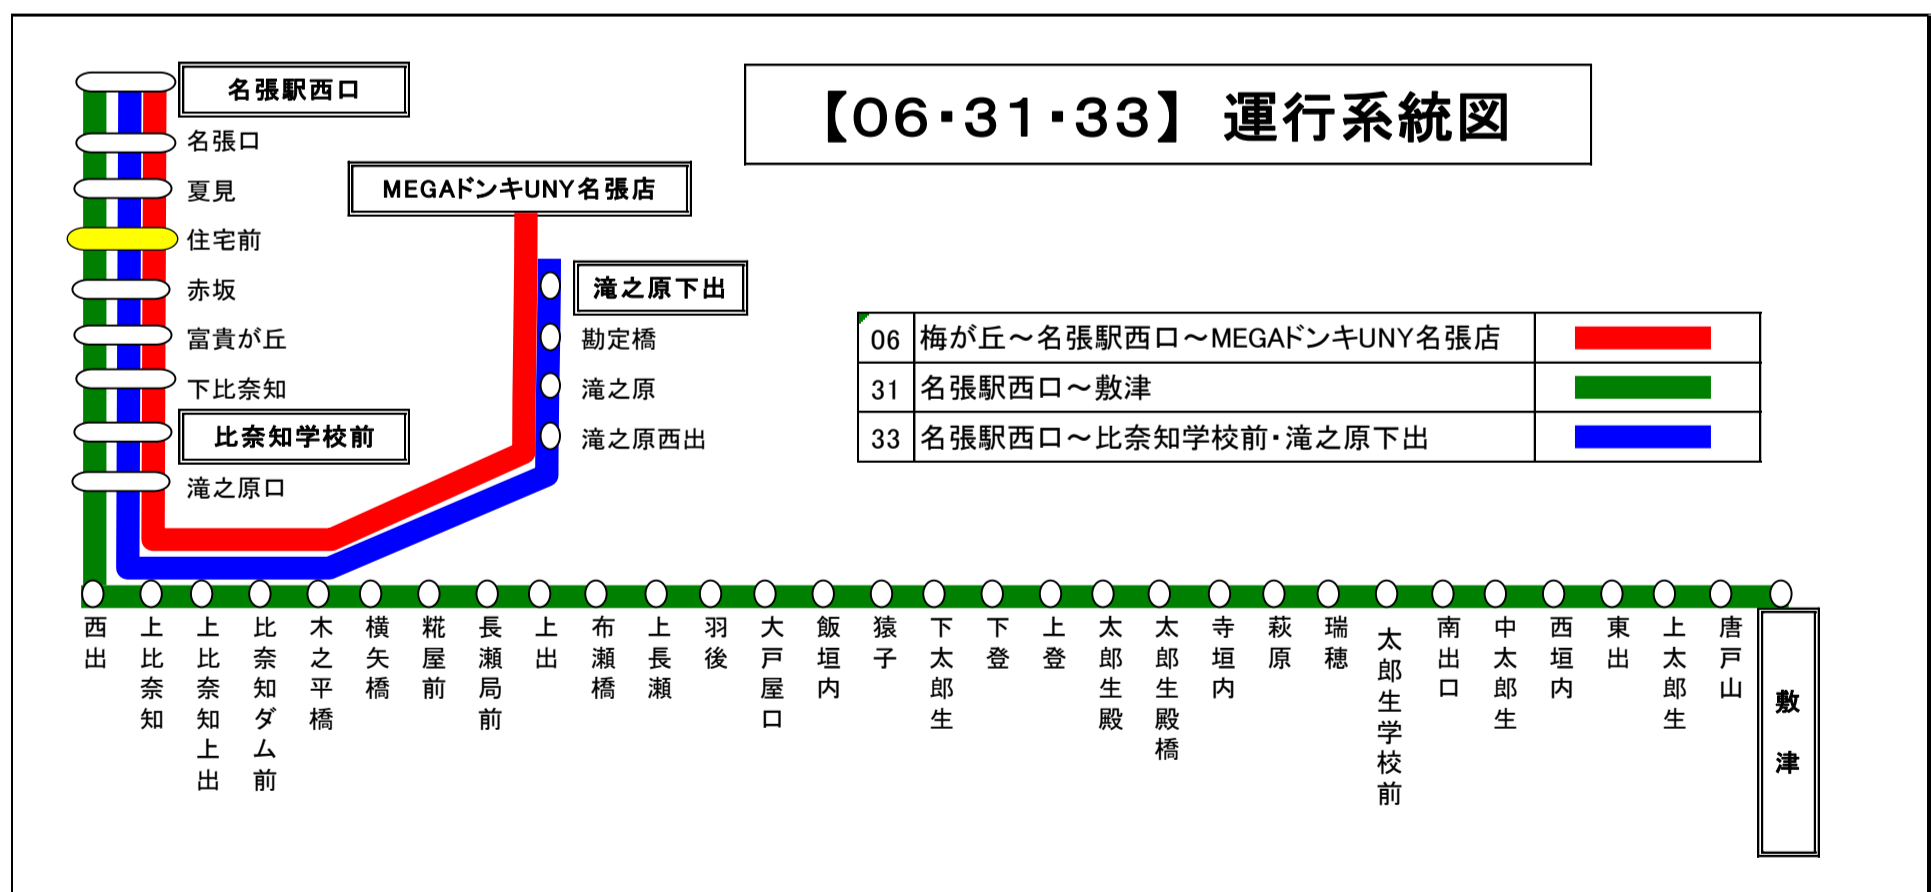 【06・31・33】 運行系統図
名張駅西口
名張口
夏見
住宅前
赤坂
富貴が丘
下比奈知
比奈知学校前
滝之原口
MEGAドンキUNY名張店
滝之原下出
勘定橋
滝之原
滝之原西出
06 梅が丘～名張駅西口～MEGAドンキUNY名張店
31 名張駅西口～敷津
33 名張駅西口～比奈知学校前・滝之原下出
西出
上比奈知
上比奈知上出
比奈知ダム前
木之平橋
横矢橋
糀屋前
長瀬局前
上出
布瀬橋
上長瀬
羽後
大戸屋口
飯垣内
猿子
下太郎生
下登
上登
太郎生殿
太郎生殿橋
寺垣内
萩原
瑞穂
太郎生学校前
南出口
中太郎生
西垣内
東出
上太郎生
唐戸山
敷津